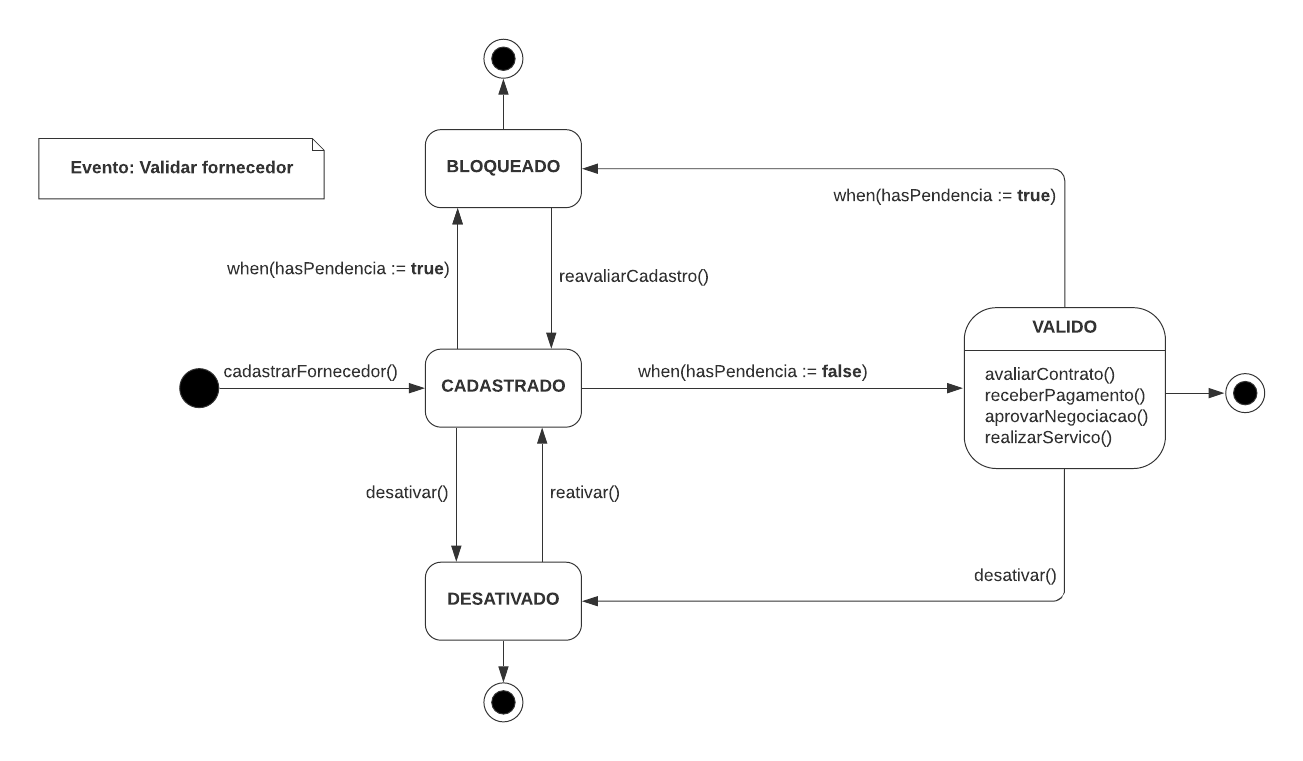 Evento: Validar fornecedor
BLOQUEADO
when(hasPendencia := true)
when(hasPendencia := true)
reavaliarCadastro()
cadastrarFornecedor()
CADASTRADO
when(hasPendencia := false)
VALIDO
avaliarContrato()
receberPagamento()
aprovarNegociacao()
realizarServico()
desativar()
reativar()
desativar()
DESATIVADO